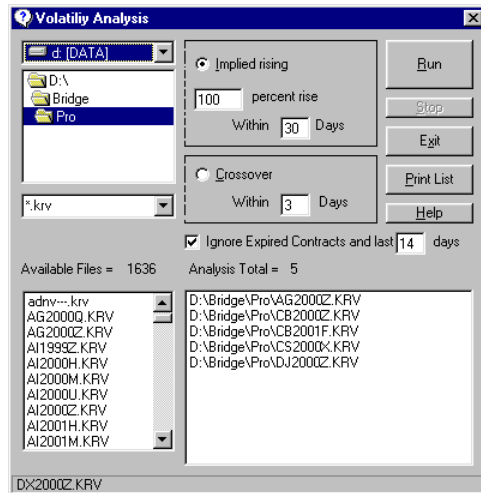 Volatiliy Analysis
d: [DATA]
D:\
Bridge
Pro
*.krv
Implied rising
100 percent rise
Within 30 Days
Crossover
Within 3 Days
Run
Stop
Exit
Print List
Help
Ignore Expired Contracts and last 14 days
Available Files = 1636
Analysis Total = 5
adnv---.krv
AG2000Q.KRV
AG2000Z.KRV
AI1999Z.KRV
AI2000H.KRV
AI2000M.KRV
AI2000U.KRV
AI2000Z.KRV
AI2001H.KRV
AI2001M.KRV
D:\Bridge\Pro\AG2000Z.KRV
D:\Bridge\Pro\CB2000Z.KRV
D:\Bridge\Pro\CB2001F.KRV
D:\Bridge\Pro\CS2000X.KRV
D:\Bridge\Pro\DJ2000Z.KRV
DX2000Z.KRV